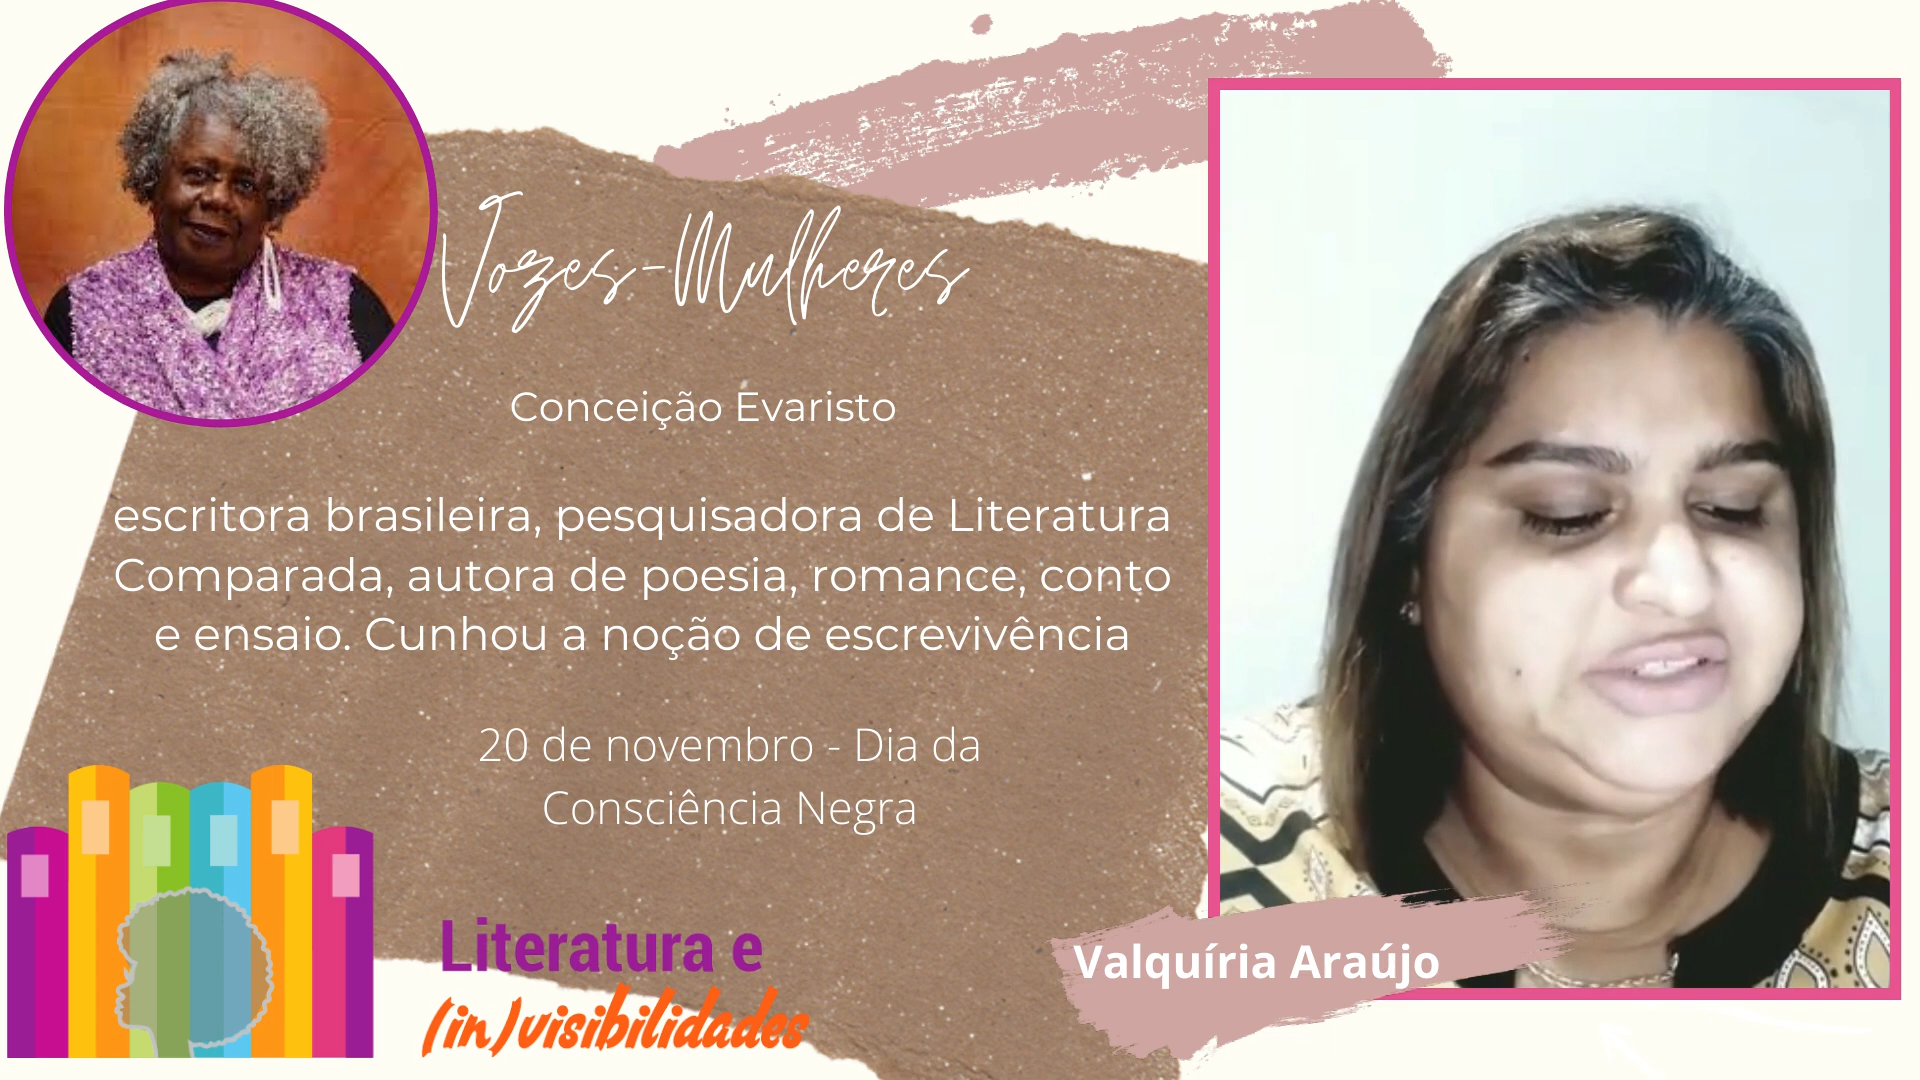 Vozes-Mulheres
Conceição Evaristo
escritora brasileira, pesquisadora de Literatura
Comparada, autora de poesia, romance, conto
e ensaio. Cunhou a noção de escrevivência
20 de novembro - Dia da
Consciência Negra
Literatura e
(in)visibilidades
Valquíria Araújo